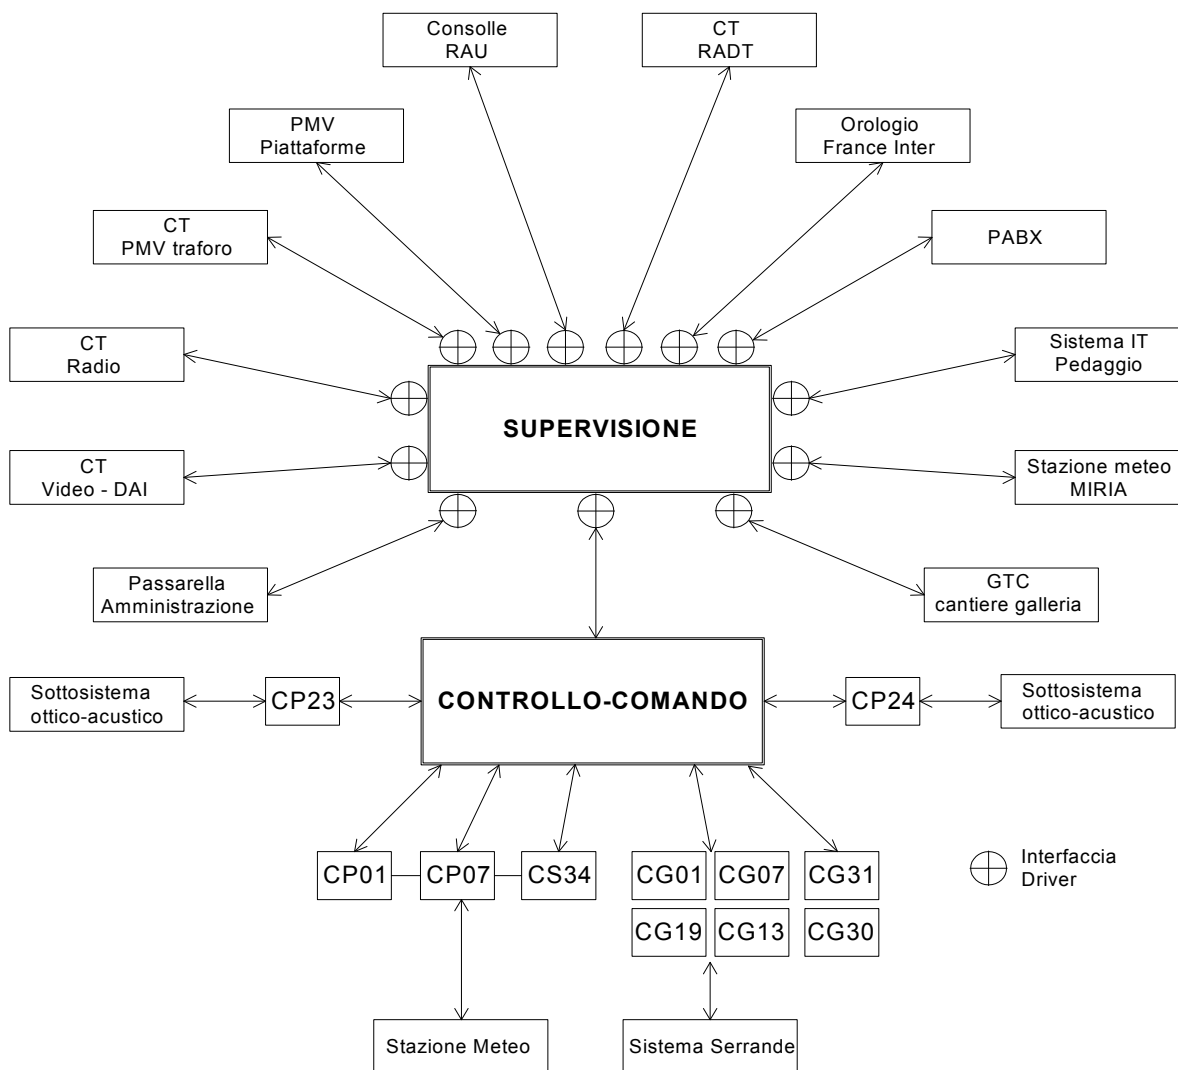 Consolle
RAU
CT
RADT
PMV
Piattaforme
Orologio
France Inter
CT
PMV traforo
PABX
CT
Radio
Sistema IT
Pedaggio
SUPERVISIONE
CT
Video - DAI
Stazione meteo
MIRIA
Passarella
Amministrazione
GTC
cantiere galleria
Sottosistema
ottico-acustico
CP23
CONTROLLO-COMANDO
CP24
Sottosistema
ottico-acustico
CP01
CP07
CS34
CG01
CG07
CG31
Interfaccia
Driver
CG19
CG13
CG30
Stazione Meteo
Sistema Serrande